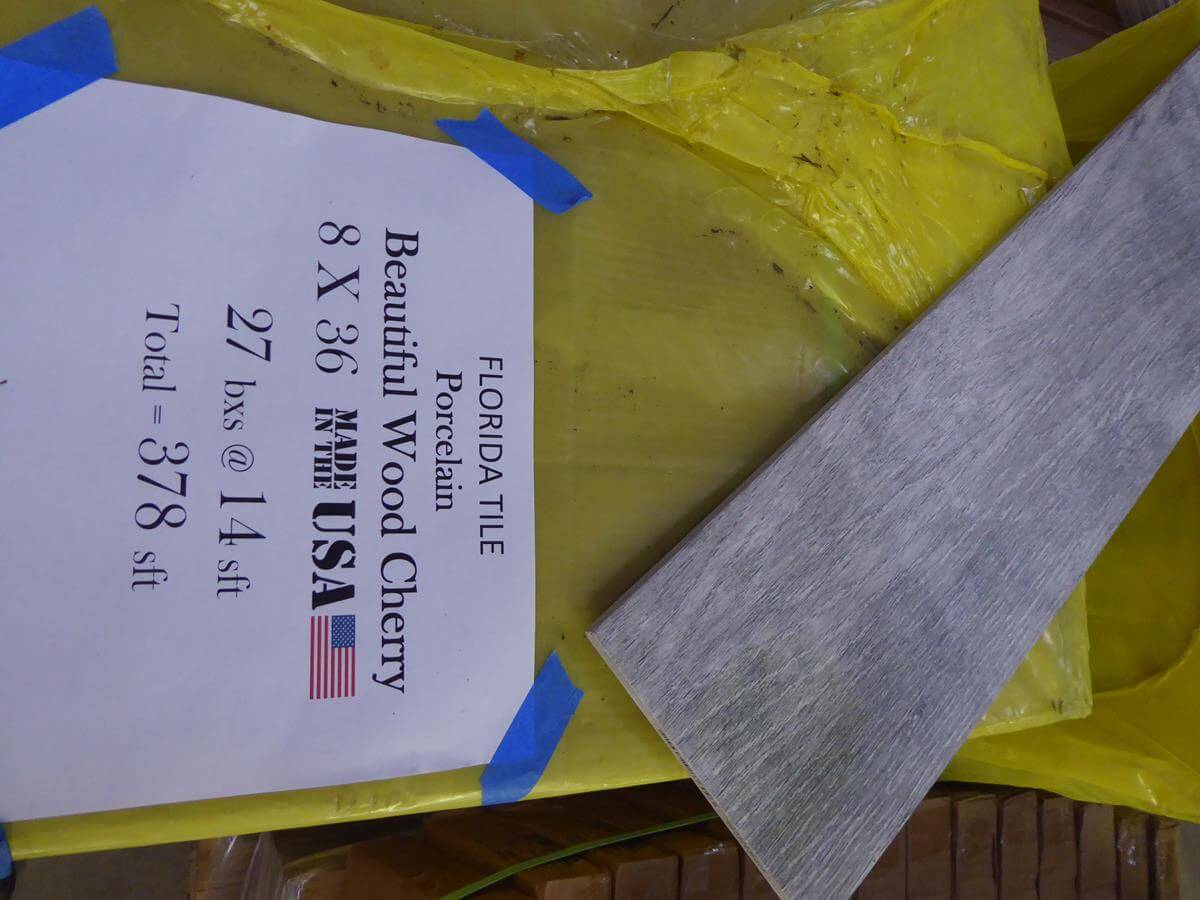 FLORIDA TILE
Porcelain
Beautiful Wood Cherry
8 X 36 MADE IN THE USA
27 bxs @ 14 sft
Total = 378 sft